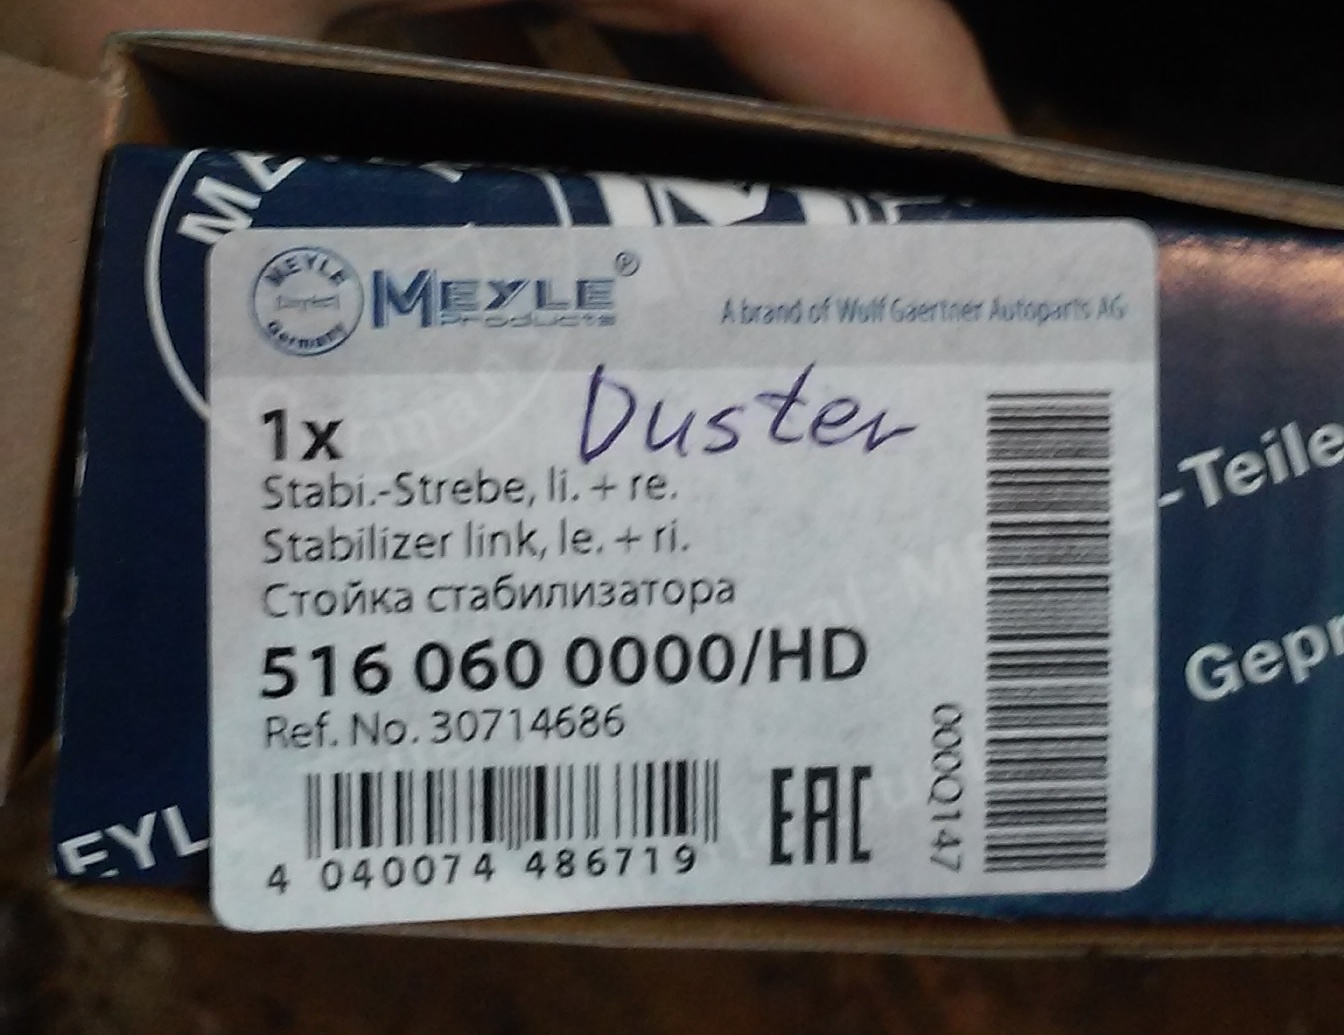 MEYLE
Germany
MEYLE®
Products
A brand of Wulf Gaertner Autoparts AG
Duster
1x
Stabi.-Strebe, li. + re.
Stabilizer link, le. + ri.
Стойка стабилизатора
516 060 0000/HD
Ref. No. 30714686
4 040074 486719
EAC
0000147
-Teile
Gepr
EYL